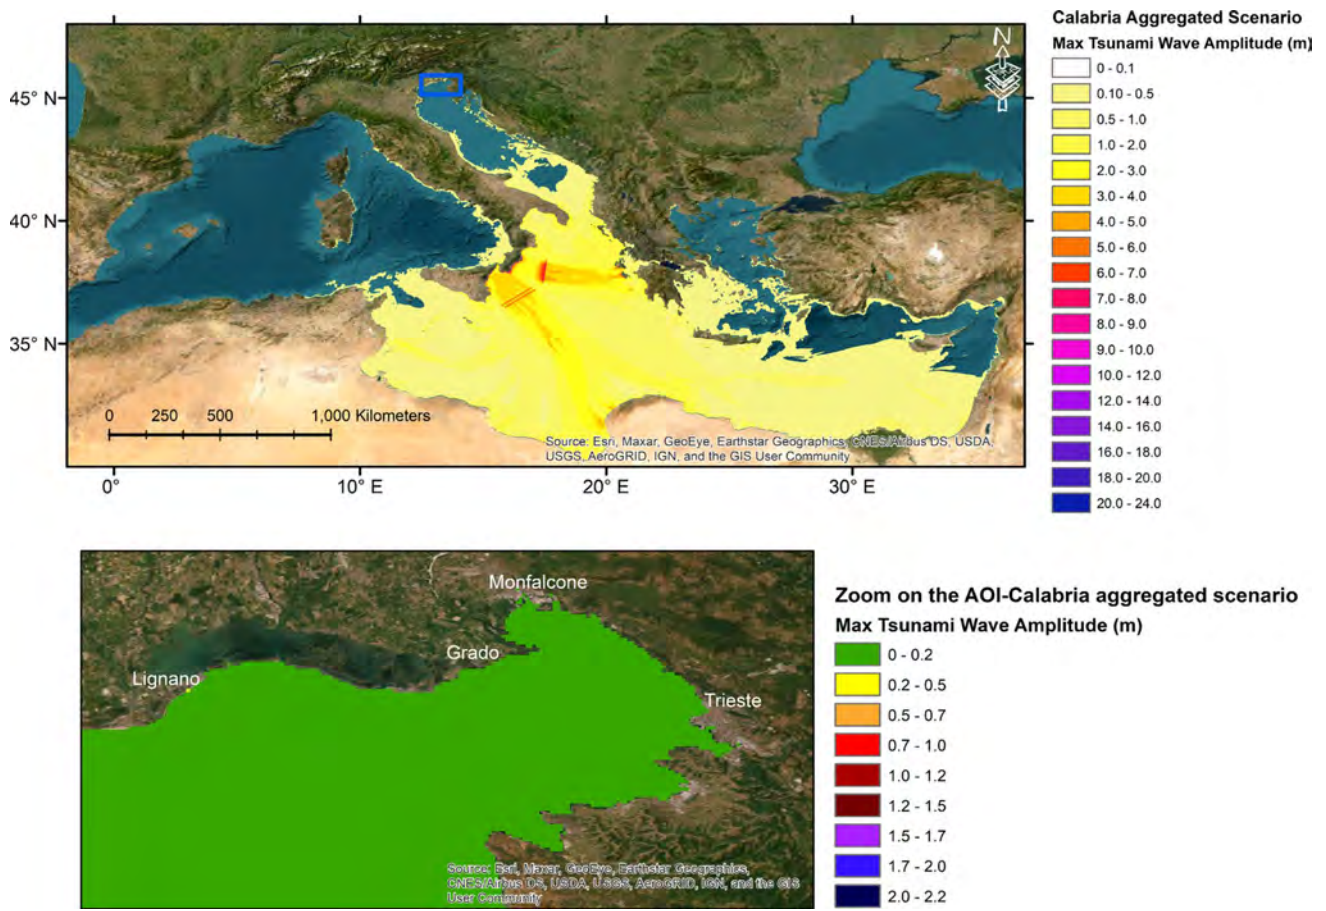 Calabria Aggregated Scenario
Max Tsunami Wave Amplitude (m)
N
0 - 0.1
0.10 - 0.5
0.5 - 1.0
1.0 - 2.0
2.0 - 3.0
3.0 - 4.0
4.0 - 5.0
5.0 - 6.0
6.0 - 7.0
7.0 - 8.0
8.0 - 9.0
9.0 - 10.0
10.0 - 12.0
12.0 - 14.0
14.0 - 16.0
16.0 - 18.0
18.0 - 20.0
20.0 - 24.0
45° N
40° N
35° N
0 250 500 1,000 Kilometers
Source: Esri, Maxar, GeoEye, Earthstar Geographics, CNES/Airbus DS, USDA,
USGS, AeroGRID, IGN, and the GIS User Community
0° 10° E 20° E 30° E
Monfalcone
Grado
Lignano
Trieste
Source: Esri, Maxar, GeoEye, Earthstar Geographics,
CNES/Airbus DS, USDA, USGS, AeroGRID, IGN, and the GIS
User Community
Zoom on the AOI-Calabria aggregated scenario
Max Tsunami Wave Amplitude (m)
0 - 0.2
0.2 - 0.5
0.5 - 0.7
0.7 - 1.0
1.0 - 1.2
1.2 - 1.5
1.5 - 1.7
1.7 - 2.0
2.0 - 2.2